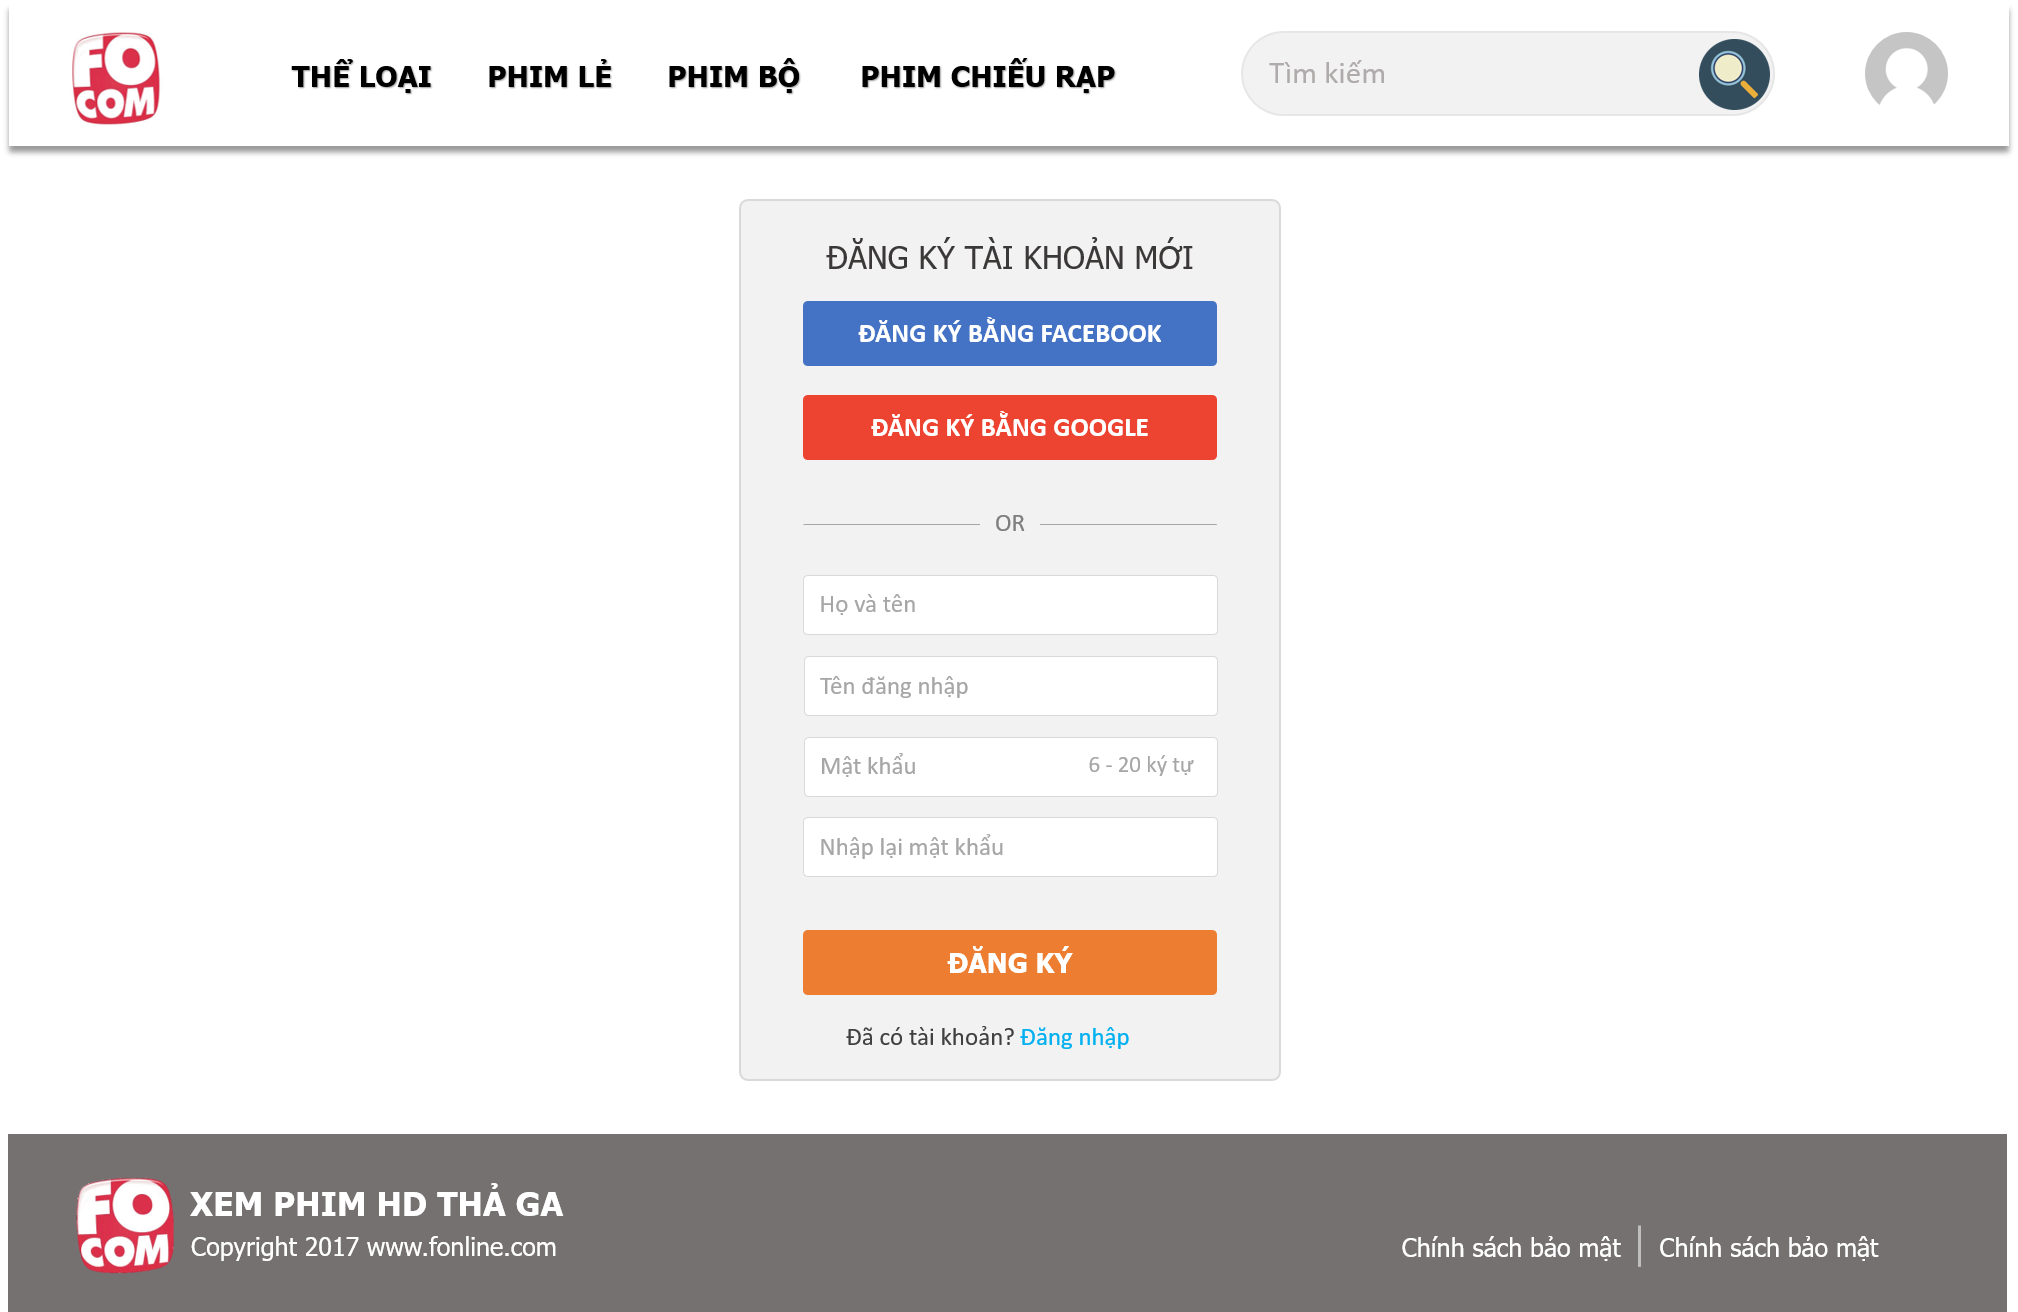 FO
COM
THỂ LOẠI
PHIM LẺ
PHIM BỘ
PHIM CHIẾU RẠP
Tìm kiếm
ĐĂNG KÝ TÀI KHOẢN MỚI
ĐĂNG KÝ BẰNG FACEBOOK
ĐĂNG KÝ BẰNG GOOGLE
OR
Họ và tên
Tên đăng nhập
Mật khẩu 6 - 20 ký tự
Nhập lại mật khẩu
ĐĂNG KÝ
Đã có tài khoản? Đăng nhập
FO
COM
XEM PHIM HD THẢ GA
Copyright 2017 www.fonline.com
Chính sách bảo mật | Chính sách bảo mật